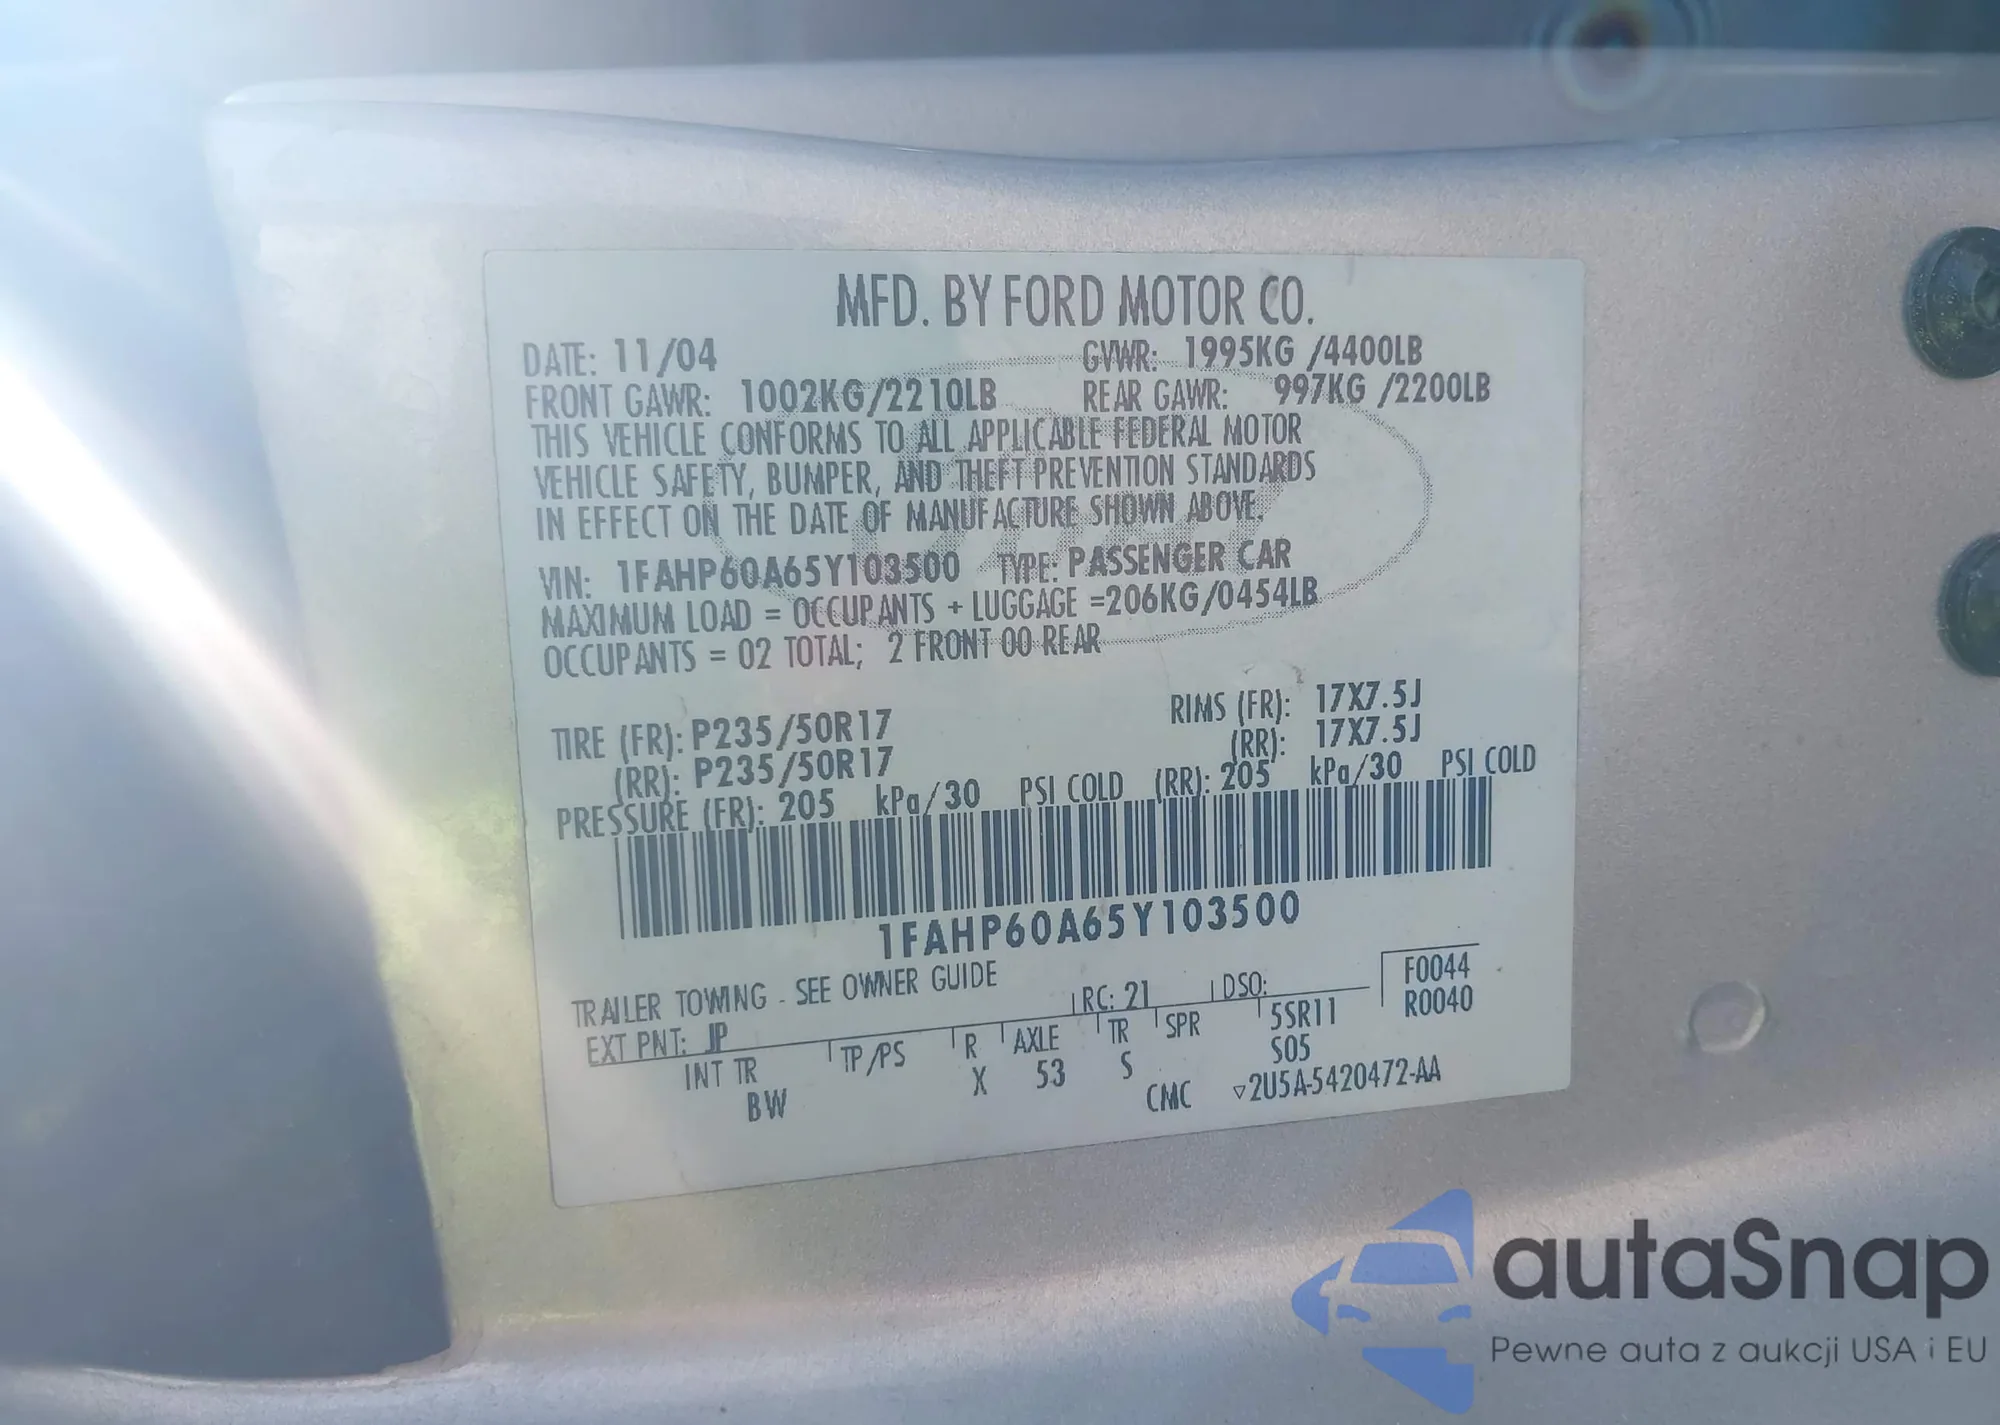 MFD. BY FORD MOTOR CO.
DATE: 11/04 GVWR: 1995KG /4400LB
FRONT GAWR: 1002KG/2210LB REAR GAWR: 997KG /2200LB
THIS VEHICLE CONFORMS TO ALL APPLICABLE FEDERAL MOTOR
VEHICLE SAFETY, BUMPER, AND THEFT PREVENTION STANDARDS
IN EFFECT ON THE DATE OF MANUFACTURE SHOWN ABOVE.
VIN: 1FAHP60A65Y103500 TYPE: PASSENGER CAR
MAXIMUM LOAD = OCCUPANTS + LUGGAGE =206KG/0454LB
OCCUPANTS = 02 TOTAL; 2 FRONT 00 REAR
TIRE (FR): P235/50R17 RIMS (FR): 17X7.5J
(RR): P235/50R17 (RR): 17X7.5J
PRESSURE (FR): 205 kPa/30 PSI COLD (RR): 205 kPa/30 PSI COLD
1FAHP60A65Y103500
TRAILER TOWING - SEE OWNER GUIDE
EXT PNT: JP RC: 21 DSO: F0044
R0040
INT TR TP/PS R AXLE TR SPR 5SR11
BW X 53 S S05
CMC ▽2U5A-5420472-AA
autaSnap
Pewne auta z aukcji USA i EU